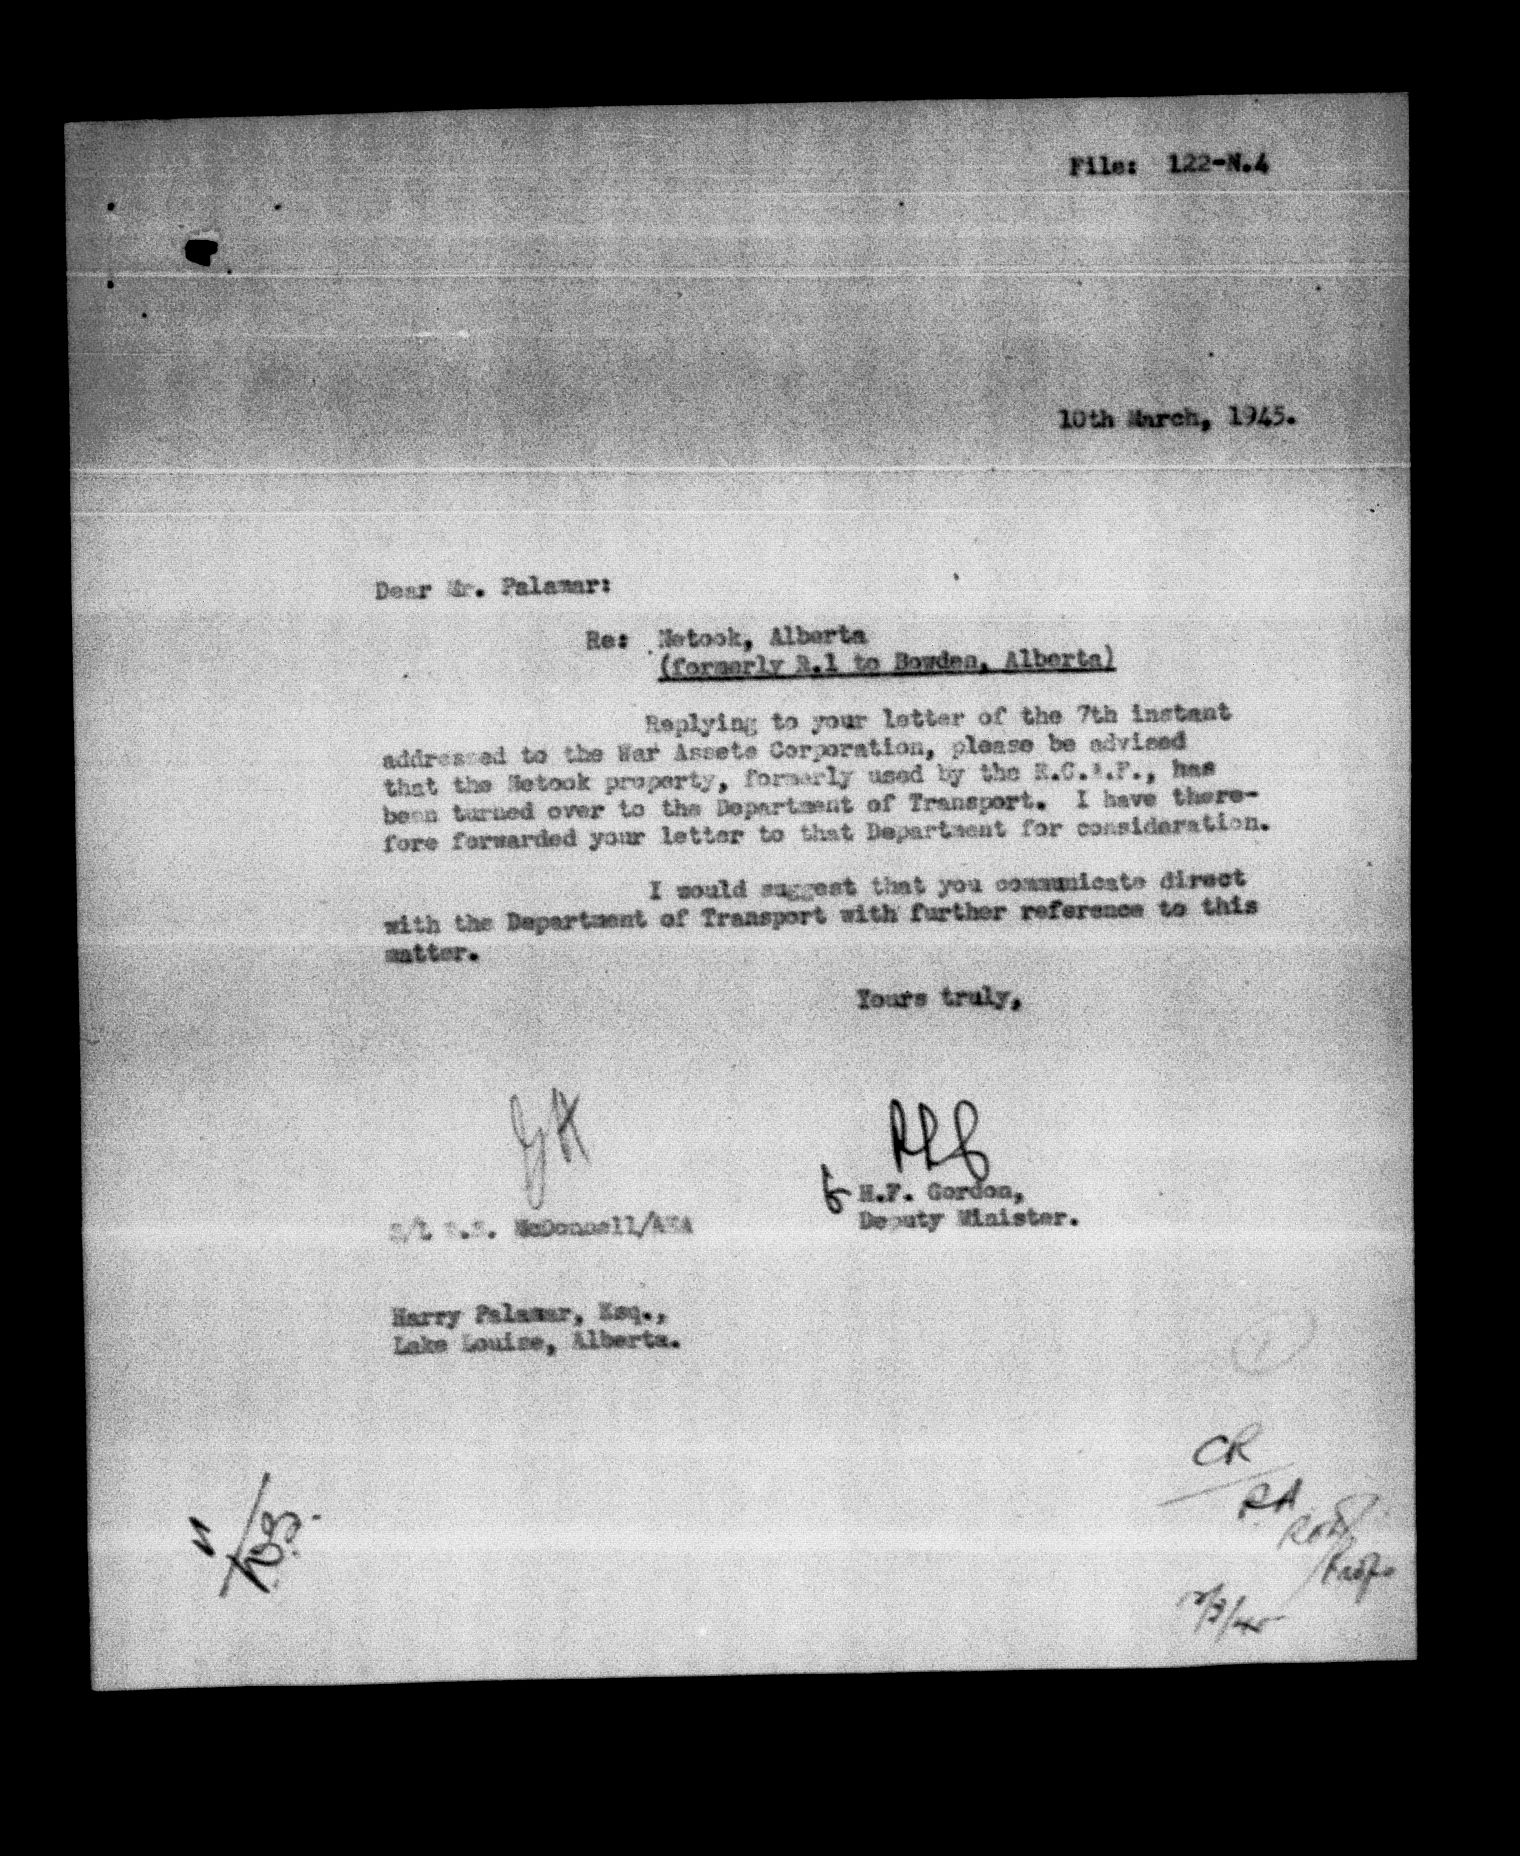 File: 122-N.4
10th March, 1945.
Dear Mr. Palamar:
Re: Netook, Alberta
(formerly R.1 to Bowden, Alberta)
Replying to your letter of the 7th instant
addressed to the War Assets Corporation, please be advised
that the Netook property, formerly used by the R.C.A.F., has
been turned over to the Department of Transport. I have there-
fore forwarded your letter to that Department for consideration.
I would suggest that you communicate direct
with the Department of Transport with further reference to this
matter.
Yours truly,
H.F. Gordon,
Deputy Minister.
McDonnell/
Harry Palamar, Esq.,
Lake Louise, Alberta.
CR
P.A.